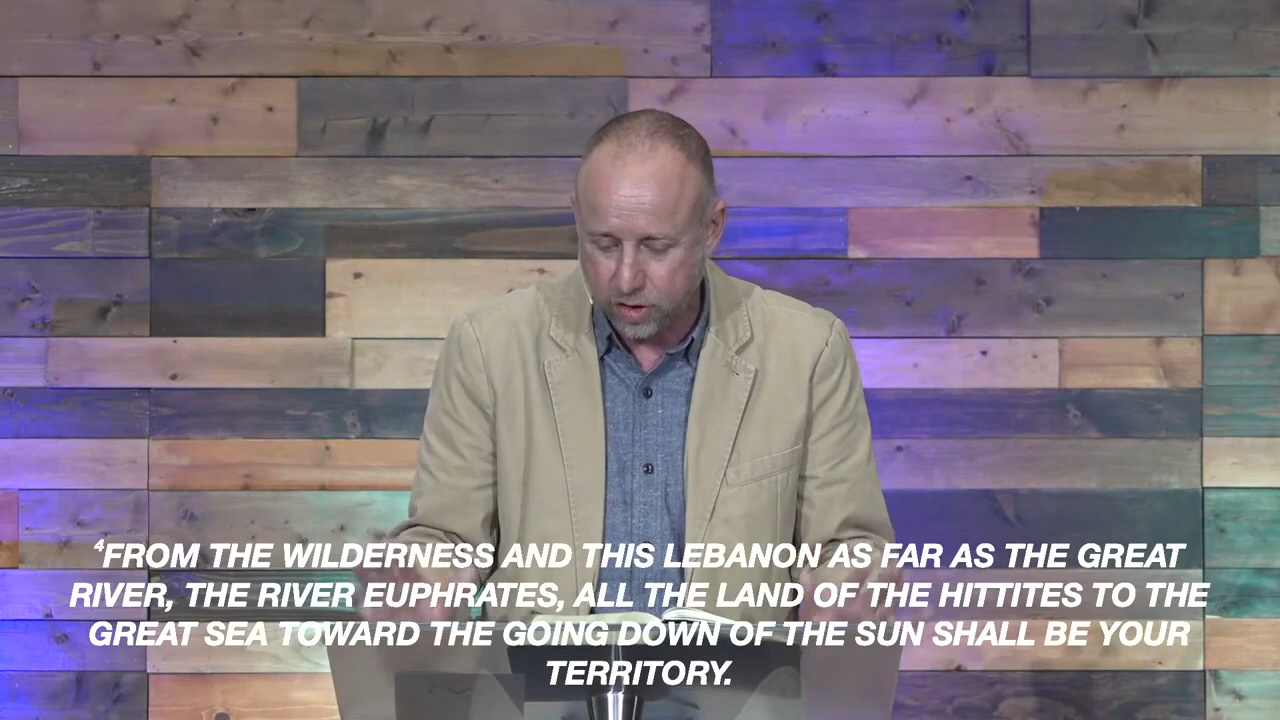 ⁴FROM THE WILDERNESS AND THIS LEBANON AS FAR AS THE GREAT
RIVER, THE RIVER EUPHRATES, ALL THE LAND OF THE HITTITES TO THE
GREAT SEA TOWARD THE GOING DOWN OF THE SUN SHALL BE YOUR
TERRITORY.